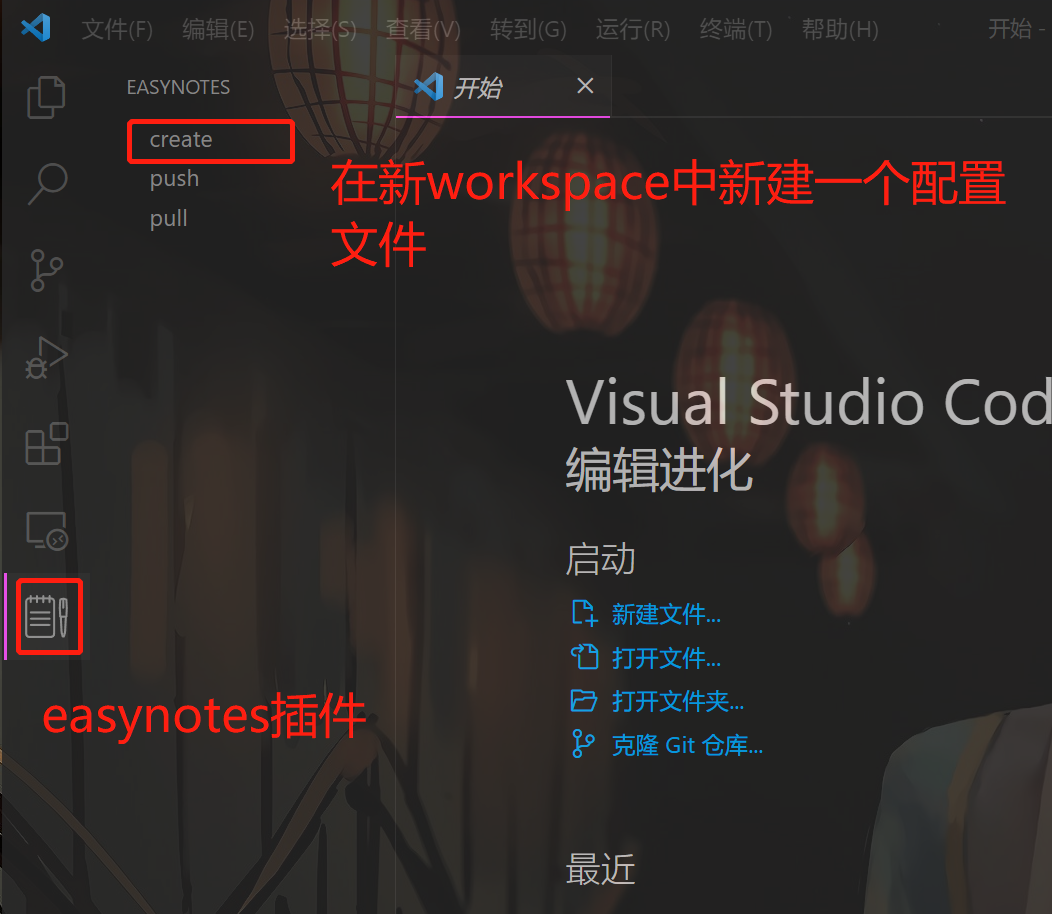 文件(F) 编辑(E) 选择(S) 查看(V) 转到(G) 运行(R) 终端(T) 帮助(H) 开始 -
EASYNOTES
开始
create
push
pull
在新workspace中新建一个配置
文件
Visual Studio Cod
编辑进化
启动
新建文件...
打开文件...
打开文件夹...
克隆 Git 仓库...
easynotes插件
最近